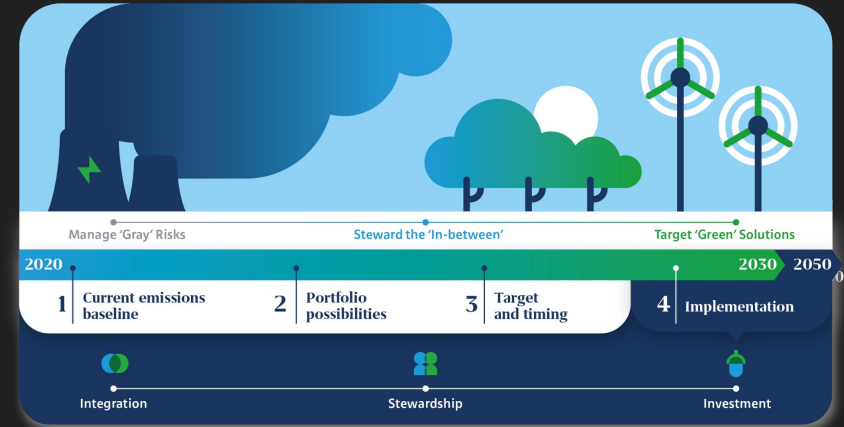 Manage 'Gray' Risks
Steward the 'In-between'
Target 'Green' Solutions
2020
2030
2050
0
1 Current emissions
baseline
2 Portfolio
possibilities
3 Target
and timing
4 Implementation
Integration
Stewardship
Investment